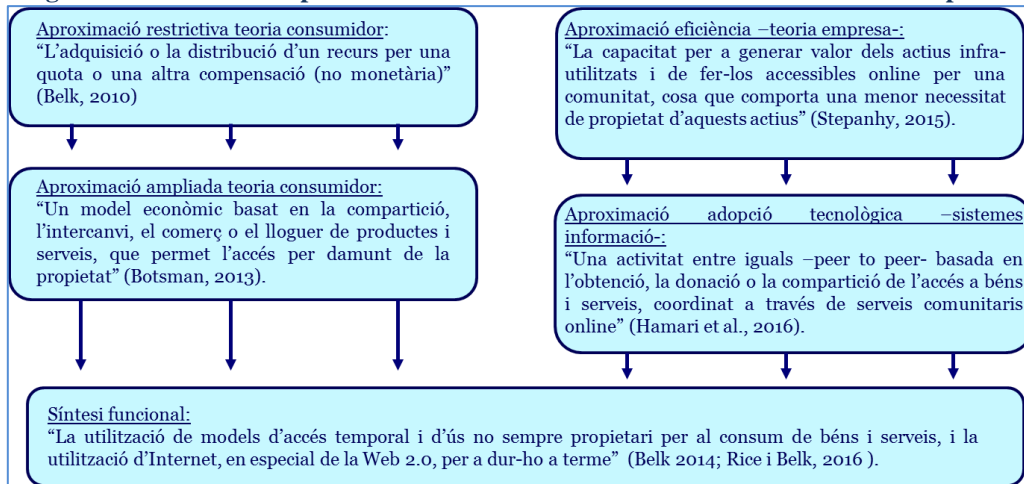 Aproximació restrictiva teoria consumidor:
“L’adquisició o la distribució d’un recurs per una
quota o una altra compensació (no monetària)”
(Belk, 2010)
Aproximació ampliada teoria consumidor:
“Un model econòmic basat en la compartició,
l’intercanvi, el comerç o el lloguer de productes i
serveis, que permet l’accés per damunt de la
propietat” (Botsman, 2013).
Aproximació eficiència –teoria empresa-:
“La capacitat per a generar valor dels actius infra-
utilitzats i de fer-los accessibles online per una
comunitat, cosa que comporta una menor necessitat
de propietat d’aquests actius” (Stepanhy, 2015).
Aproximació adopció tecnològica –sistemes
informació-:
“Una activitat entre iguals –peer to peer- basada en
l’obtenció, la donació o la compartició de l’accés a béns
i serveis, coordinat a través de serveis comunitaris
online” (Hamari et al., 2016).
Síntesi funcional:
“La utilització de models d’accés temporal i d’ús no sempre propietari per al consum de béns i serveis, i la
utilització d’Internet, en especial de la Web 2.0, per a dur-ho a terme” (Belk 2014; Rice i Belk, 2016 ).